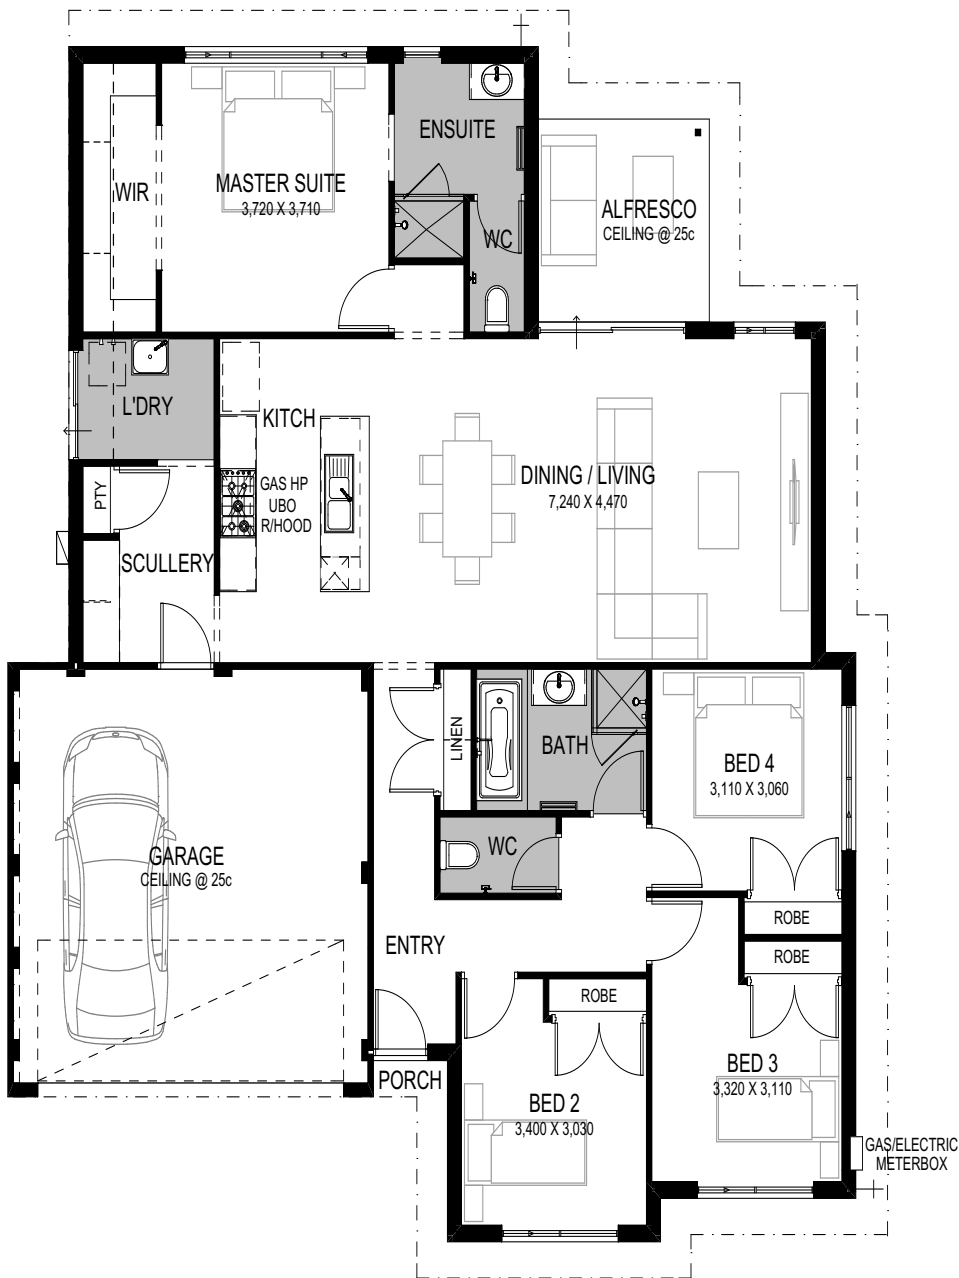 ENSUITE
MASTER SUITE
3,720 X 3,710
WIR
ALFRESCO
CEILING @ 25c
WC
L'DRY
KITCH
DINING / LIVING
7,240 X 4,470
GAS HP
UBO
R/HOOD
PTY
SCULLERY
LINEN
BATH
BED 4
3,110 X 3,060
WC
GARAGE
CEILING @ 25c
ROBE
ENTRY
ROBE
ROBE
BED 3
3,320 X 3,110
PORCH
BED 2
3,400 X 3,030
GAS/ELECTRIC
METERBOX